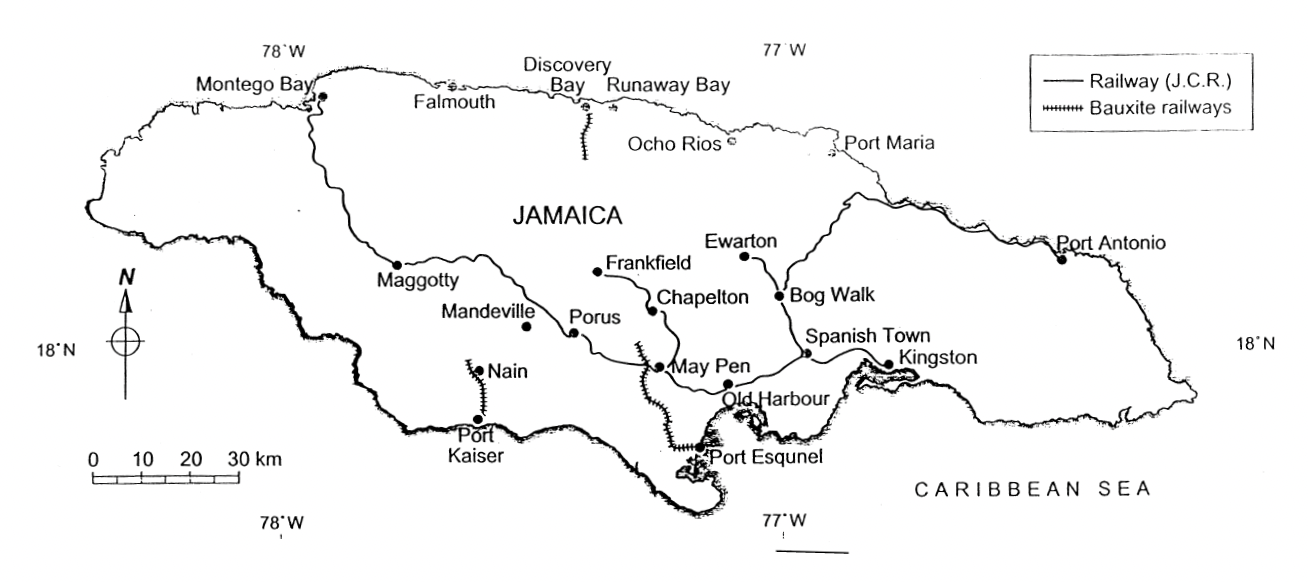 78°W
77°W
Discovery
Bay
Runaway Bay
Montego Bay
Falmouth
Railway (J.C.R.)
Bauxite railways
Ocho Rios
Port Maria
JAMAICA
Ewarton
Port Antonio
Frankfield
Maggotty
Chapelton
Bog Walk
N
Mandeville
Porus
Spanish Town
18°N
18°N
Kingston
May Pen
Nain
Old Harbour
Port
Kaiser
Port Esqunel
0 10 20 30 km
CARIBBEAN SEA
78°W
77°W